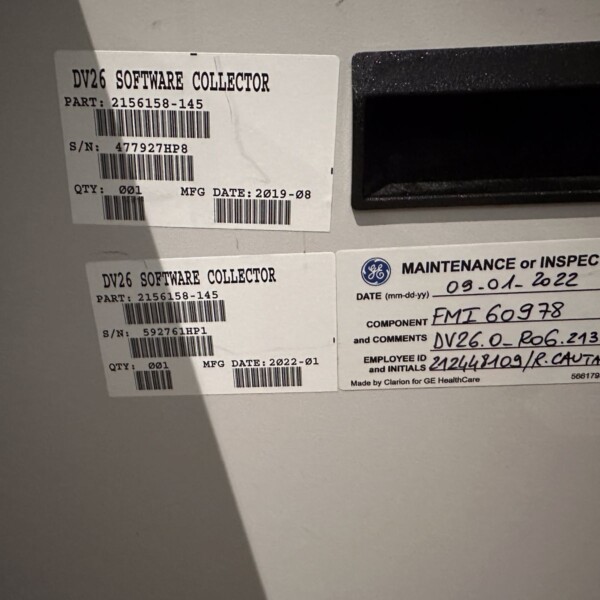 DV26 SOFTWARE COLLECTOR
PART: 2156158-145
S/N: 477927HP8
QTY: 001 MFG DATE: 2019-08
DV26 SOFTWARE COLLECTOR
PART: 2156158-145
S/N: 592761HP1
QTY: 001 MFG DATE: 2022-01
GE MAINTENANCE or INSPEC
DATE (mm-dd-yy) 09-01-2022
COMPONENT FMI 60978
and COMMENTS DV26.0_R06.213
EMPLOYEE ID
and INITIALS 212448109/R.CAUTA
Made by Clarion for GE HealthCare 566179